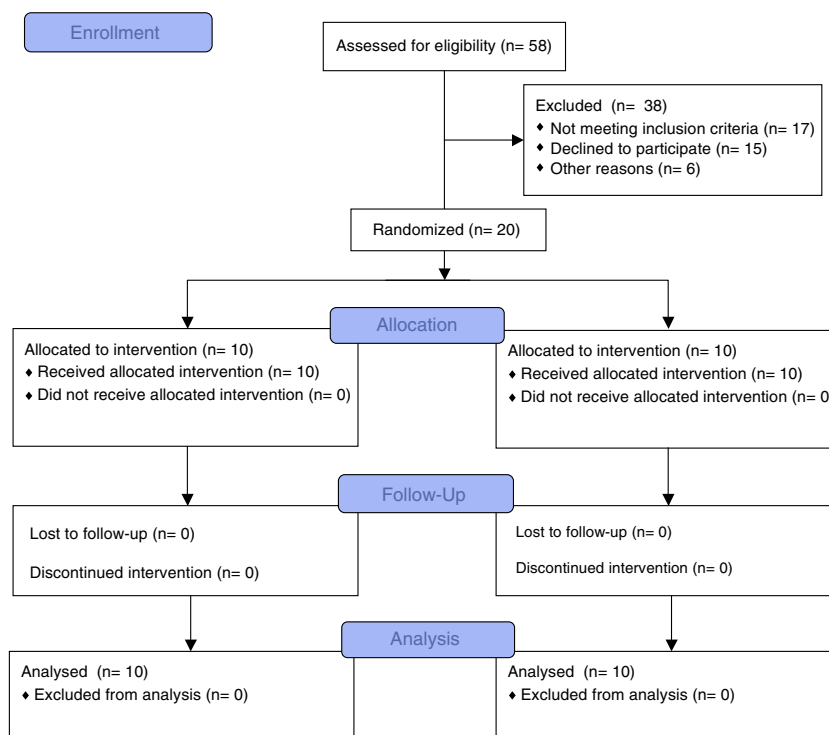 Enrollment
Assessed for eligibility (n= 58)
Excluded (n= 38)
♦ Not meeting inclusion criteria (n= 17)
♦ Declined to participate (n= 15)
♦ Other reasons (n= 6)
Randomized (n= 20)
Allocation
Allocated to intervention (n= 10)
♦ Received allocated intervention (n= 10)
♦ Did not receive allocated intervention (n= 0)
Allocated to intervention (n= 10)
♦ Received allocated intervention (n= 10)
♦ Did not receive allocated intervention (n= 0
Follow-Up
Lost to follow-up (n= 0)
Discontinued intervention (n= 0)
Lost to follow-up (n= 0)
Discontinued intervention (n= 0)
Analysis
Analysed (n= 10)
♦ Excluded from analysis (n= 0)
Analysed (n= 10)
♦ Excluded from analysis (n= 0)